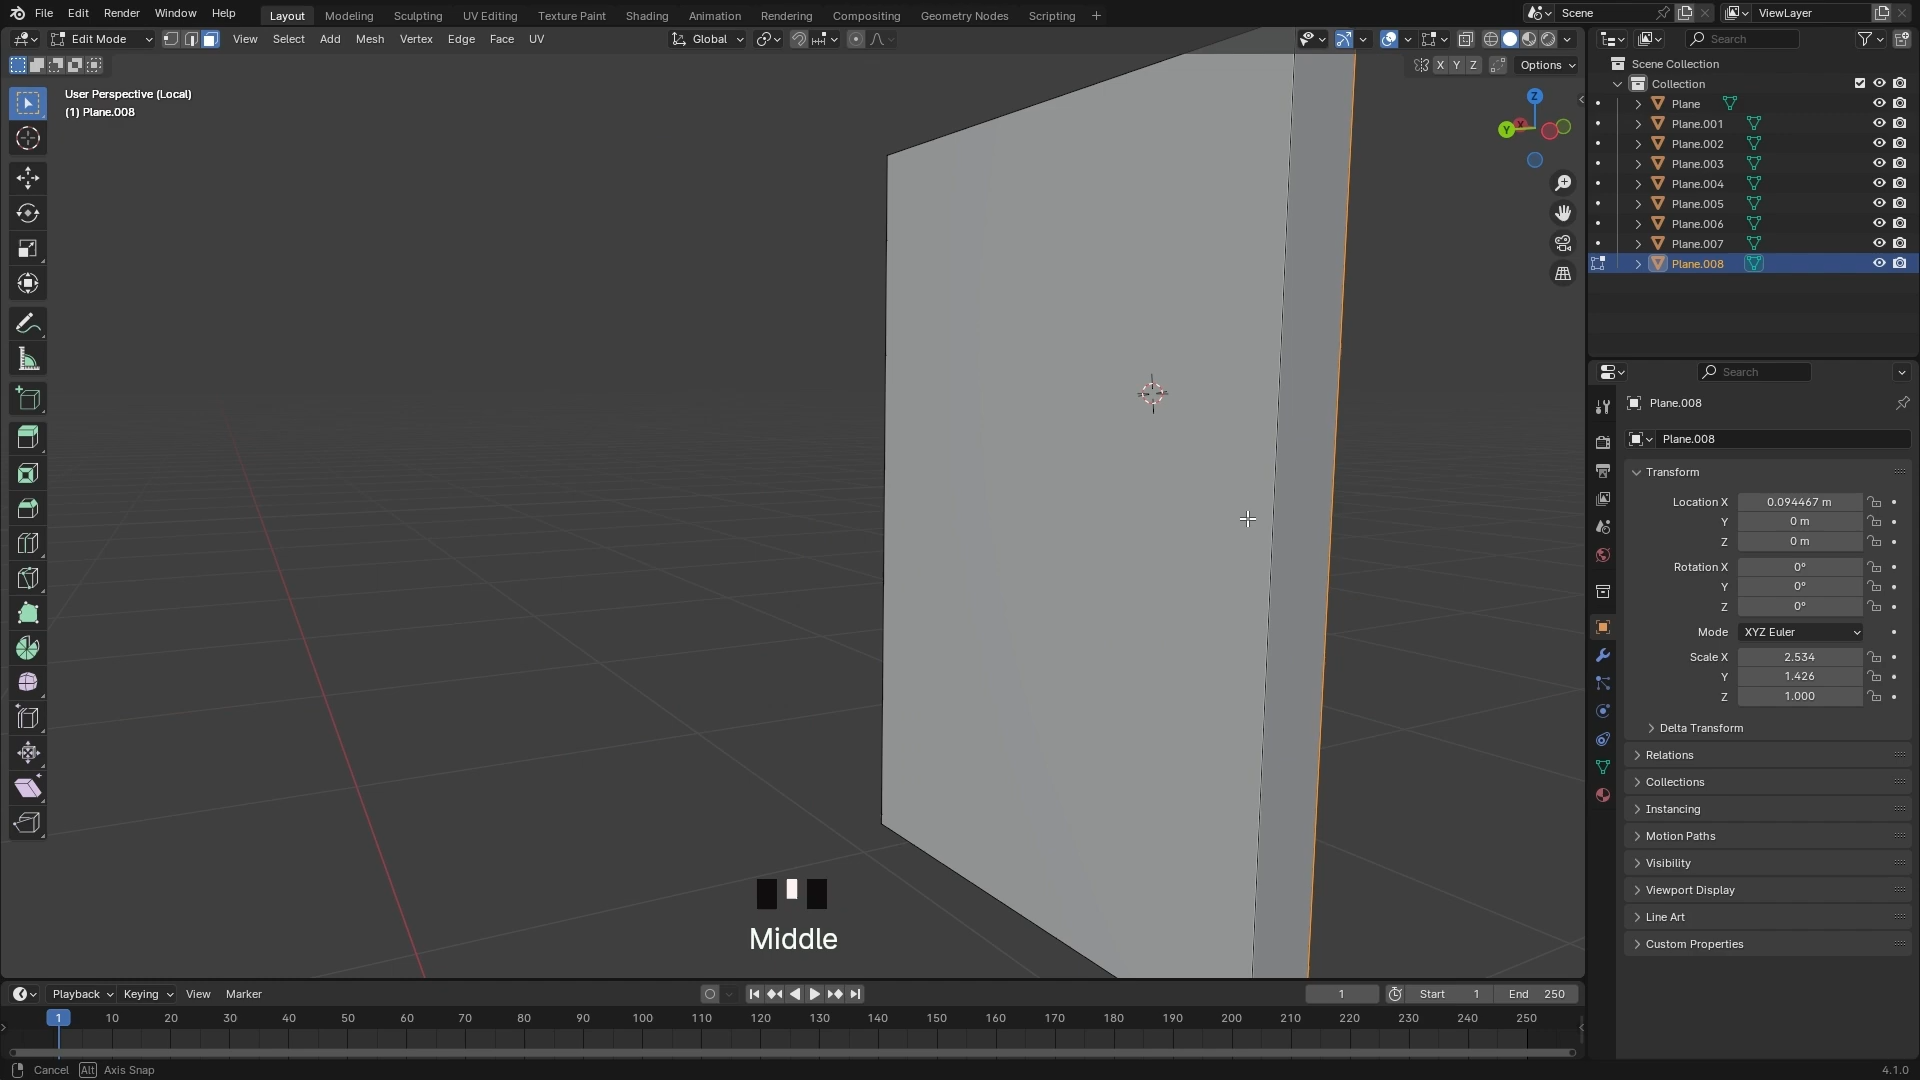 File Edit Render Window Help Layout Modeling Sculpting UV Editing Texture Paint Shading Animation Rendering Compositing Geometry Nodes Scripting + Scene ViewLayer
Edit Mode View Select Add Mesh Vertex Edge Face UV Global Search
X Y Z Options
User Perspective (Local)
(1) Plane.008
Z
Y
X
Scene Collection
Collection
Plane
Plane.001
Plane.002
Plane.003
Plane.004
Plane.005
Plane.006
Plane.007
Plane.008
Search
Plane.008
Plane.008
Transform
Location X 0.094467 m
Y 0 m
Z 0 m
Rotation X 0°
Y 0°
Z 0°
Mode XYZ Euler
Scale X 2.534
Y 1.426
Z 1.000
Delta Transform
Relations
Collections
Instancing
Motion Paths
Visibility
Viewport Display
Line Art
Custom Properties
Middle
Playback Keying View Marker 1 Start 1 End 250
1 10 20 30 40 50 60 70 80 90 100 110 120 130 140 150 160 170 180 190 200 210 220 230 240 250
Cancel Alt Axis Snap 4.1.0